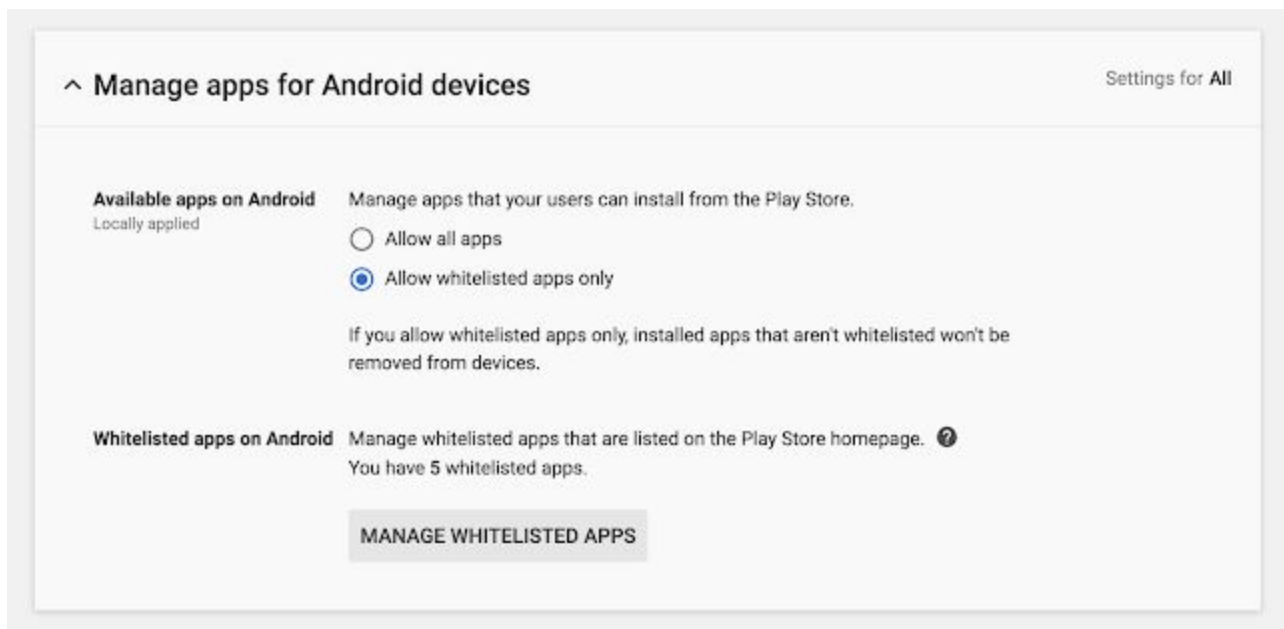 Manage apps for Android devices
Settings for All
Available apps on Android
Locally applied
Manage apps that your users can install from the Play Store.
Allow all apps
Allow whitelisted apps only
If you allow whitelisted apps only, installed apps that aren't whitelisted won't be
removed from devices.
Whitelisted apps on Android
Manage whitelisted apps that are listed on the Play Store homepage.
You have 5 whitelisted apps.
MANAGE WHITELISTED APPS